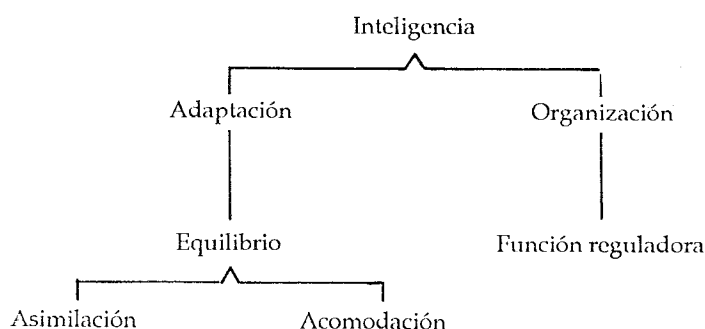 Inteligencia
Adaptación
Organización
Equilibrio
Función reguladora
Asimilación
Acomodación